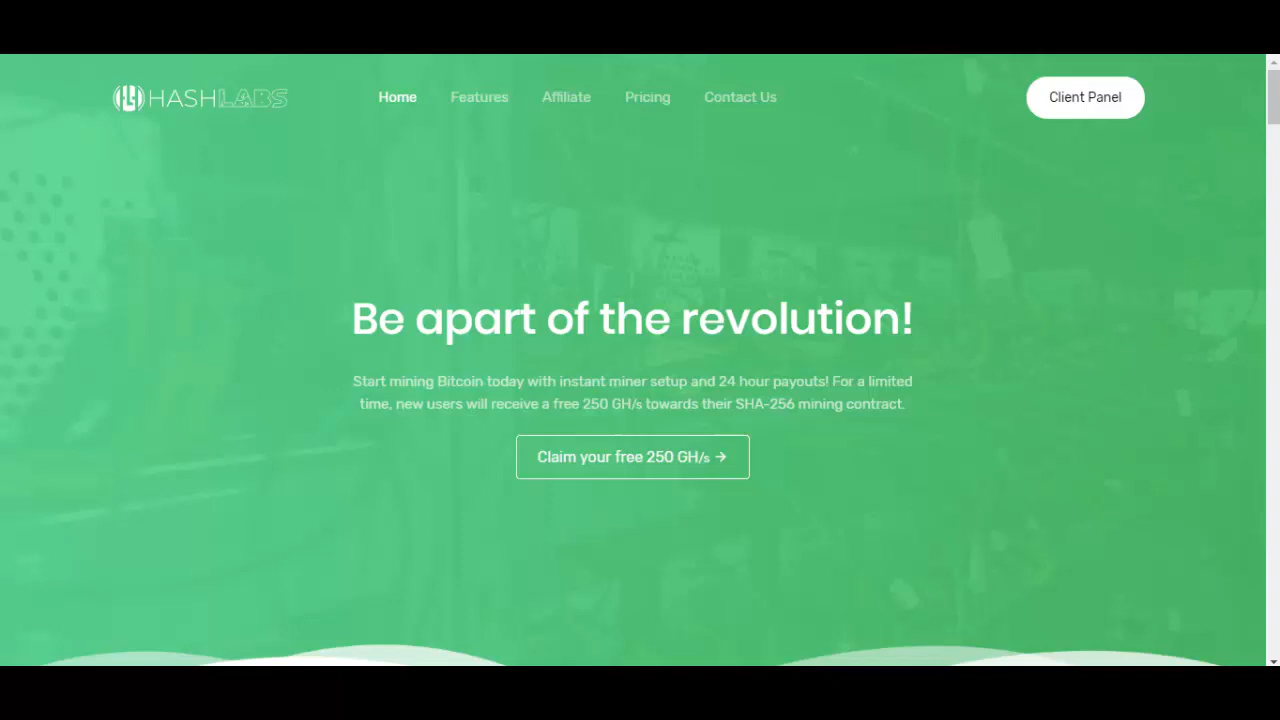 HASHLABS
Home Features Affiliate Pricing Contact Us
Client Panel
Be apart of the revolution!
Start mining Bitcoin today with instant miner setup and 24 hour payouts! For a limited
time, new users will receive a free 250 GH/s towards their SHA-256 mining contract.
Claim your free 250 GH/s →